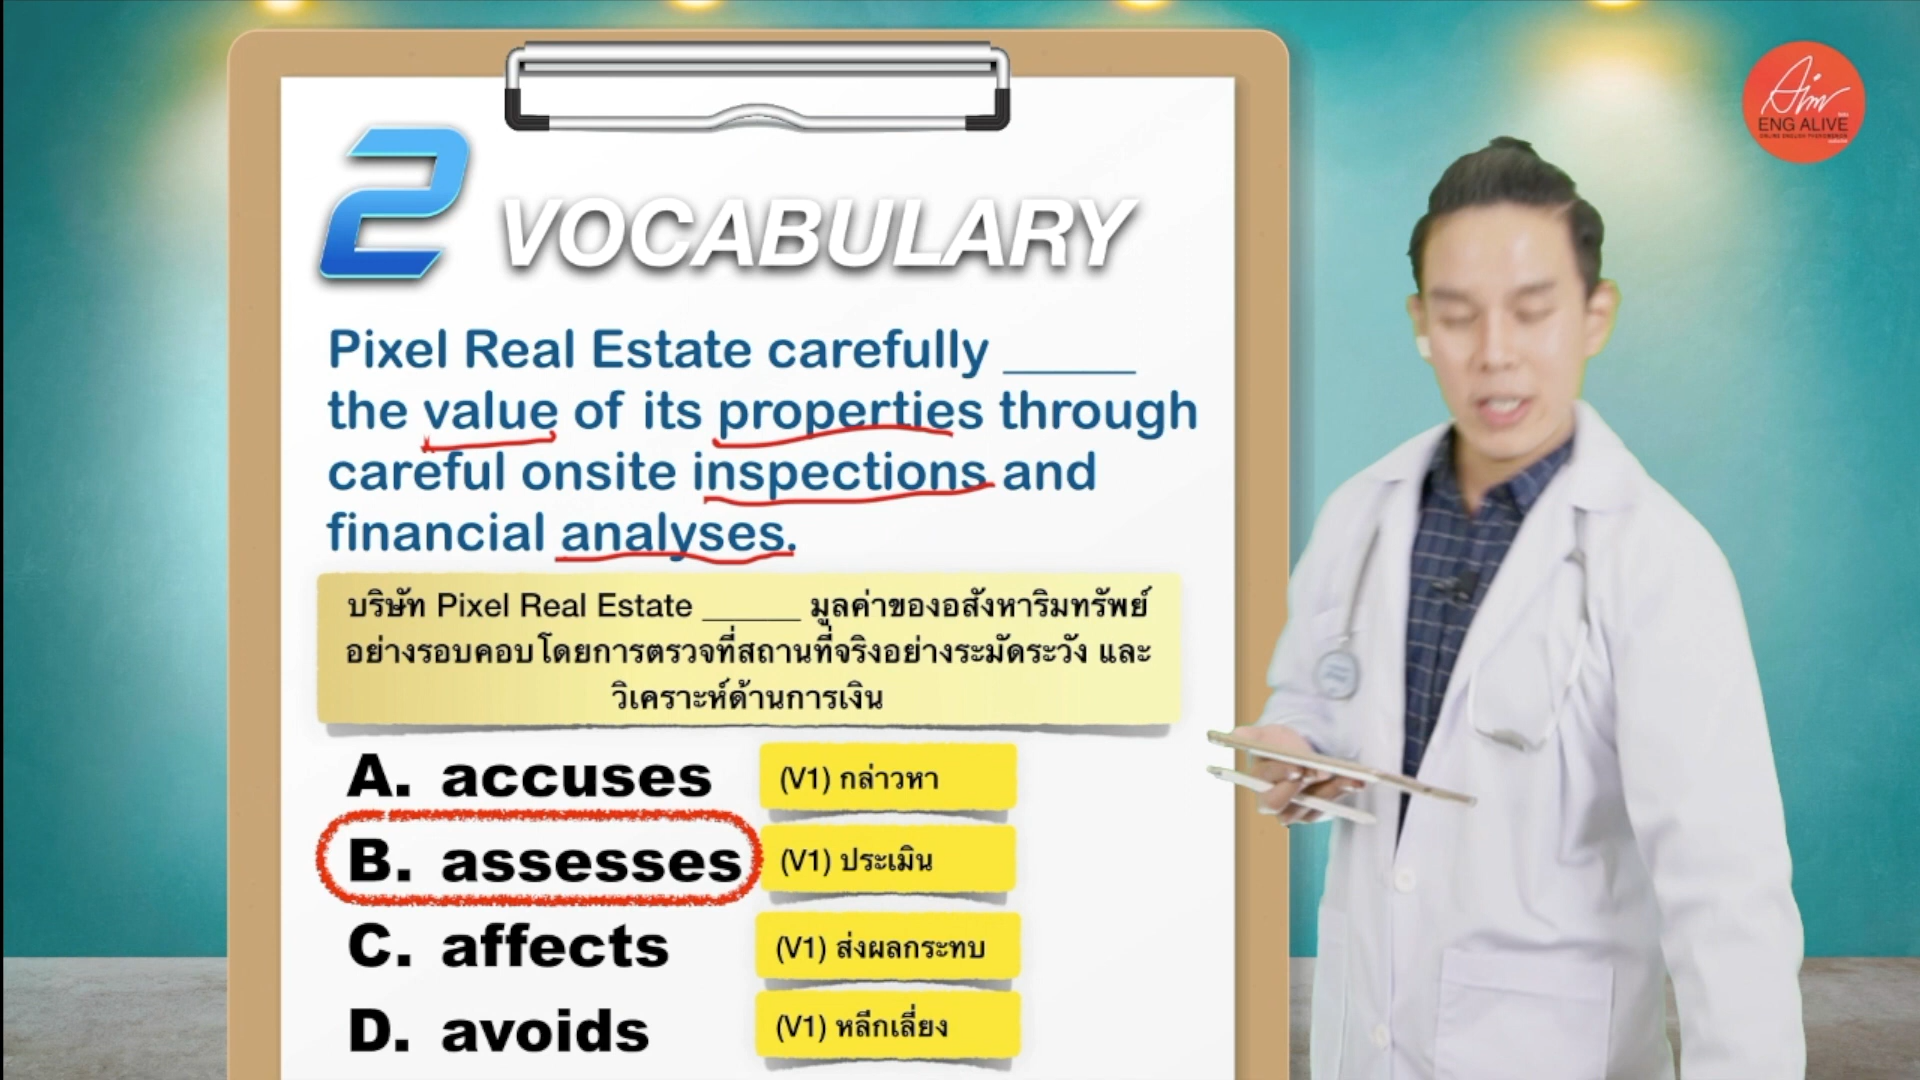 Aim
ENG ALIVE
2 VOCABULARY
Pixel Real Estate carefully ______
the value of its properties through
careful onsite inspections and
financial analyses.
บริษัท Pixel Real Estate ______ มูลค่าของอสังหาริมทรัพย์
อย่างรอบคอบโดยการตรวจที่สถานที่จริงอย่างระมัดระวัง และ
วิเคราะห์ด้านการเงิน
A. accuses (V1) กล่าวหา
B. assesses (V1) ประเมิน
C. affects (V1) ส่งผลกระทบ
D. avoids (V1) หลีกเลี่ยง